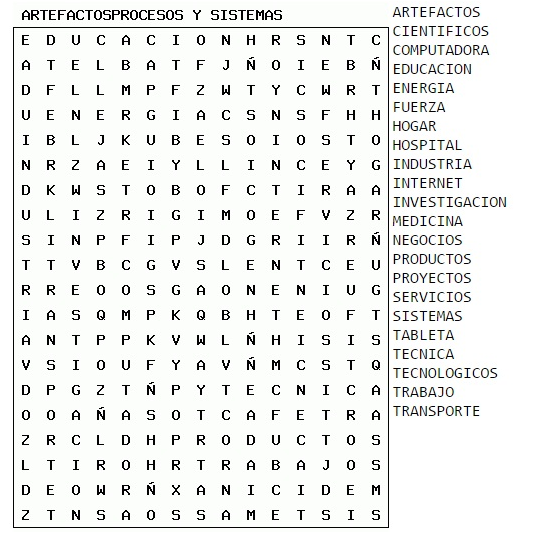 ARTEFACTOSPROCESOS Y SISTEMAS
E D U C A C I O N H R S N T C
A T E L B A T F J Ñ O I E B Ñ
D F L L M P F Z W T Y C W R T
U E N E R G I A C S N S F H H
I B L J K U B E S O I O S T O
N R Z A E I Y L L I N C E Y G
D K W S T O B O F C T I R A A
U L I Z R I G I M O E F V Z R
S I N P F I P J D G R I I R Ñ
T T V B C G V S L E N T C E U
R R E O O S G A O N E N I U G
I A S Q M P K Q B H T E O F T
A N T P P K V W L Ñ H I S I S
V S I O U F Y A V Ñ M C S T Q
D P G Z T Ñ P Y T E C N I C A
O O A Ñ A S O T C A F E T R A
Z R C L D H P R O D U C T O S
L T I R O H R T R A B A J O S
D E O W R Ñ X A N I C I D E M
Z T N S A O S S A M E T S I S
ARTEFACTOS
CIENTIFICOS
COMPUTADORA
EDUCACION
ENERGIA
FUERZA
HOGAR
HOSPITAL
INDUSTRIA
INTERNET
INVESTIGACION
MEDICINA
NEGOCIOS
PRODUCTOS
PROYECTOS
SERVICIOS
SISTEMAS
TABLETA
TECNICA
TECNOLOGICOS
TRABAJO
TRANSPORTE